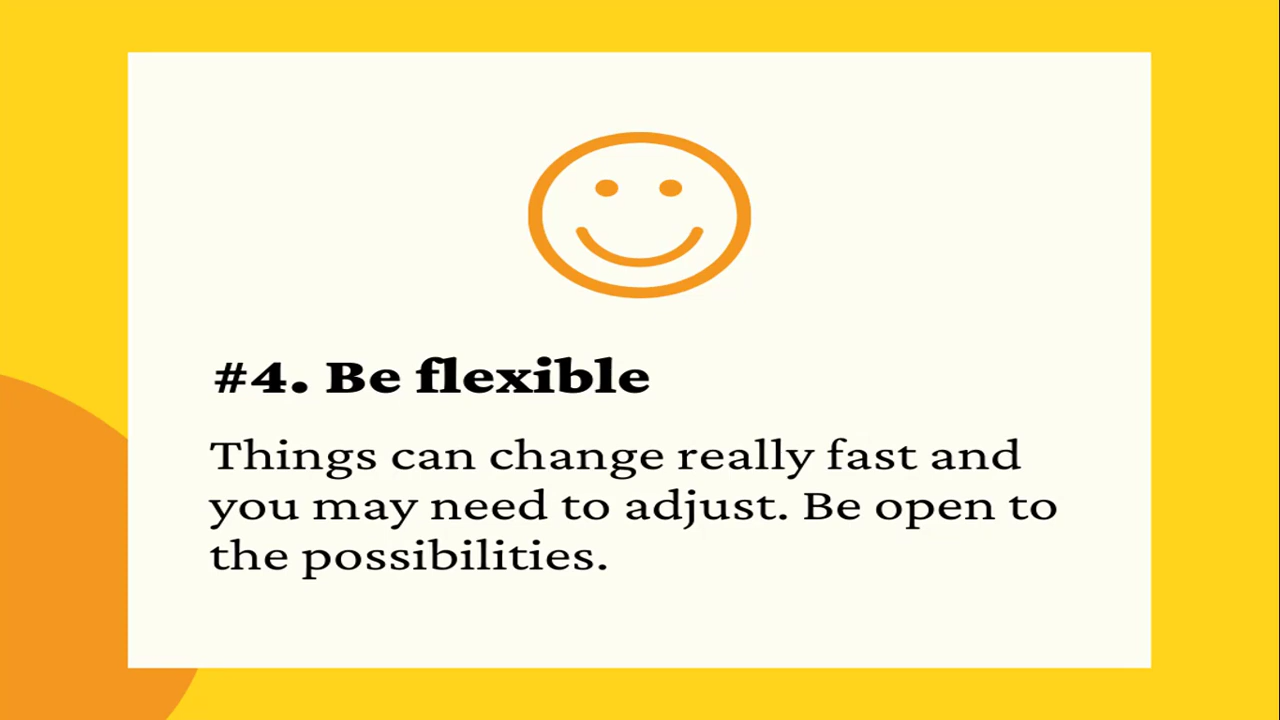 #4. Be flexible
Things can change really fast and
you may need to adjust. Be open to
the possibilities.